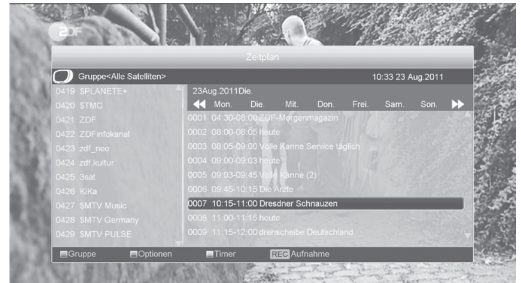 ZDF
Zeitplan
Gruppe<Alle Satelliten>
10:33 23 Aug.2011
0419 $PLANETE+
0420 $TMC
0421 ZDF
0422 ZDFinfokanal
0423 zdf_neo
0424 zdf.kultur
0425 3sat
0426 KiKa
0427 $MTV Music
0428 $MTV Germany
0429 $MTV PULSE
23Aug.2011Die.
Mon. Die. Mit. Don. Frei. Sam. Son.
0001 04:30-08:00 ZDF-Morgenmagazin
0002 08:00-08:05 heute
0003 08:05-09:00 Volle Kanne Service täglich
0004 09:00-09:03 heute
0005 09:03-09:45 Volle Kanne (2)
0006 09:45-10:15 Die Ärzte
0007 10:15-11:00 Dresdner Schnauzen
0008 11:00-11:15 heute
0009 11:15-12:00 drehscheibe Deutschland
Gruppe
Optionen
Timer
REC Aufnahme